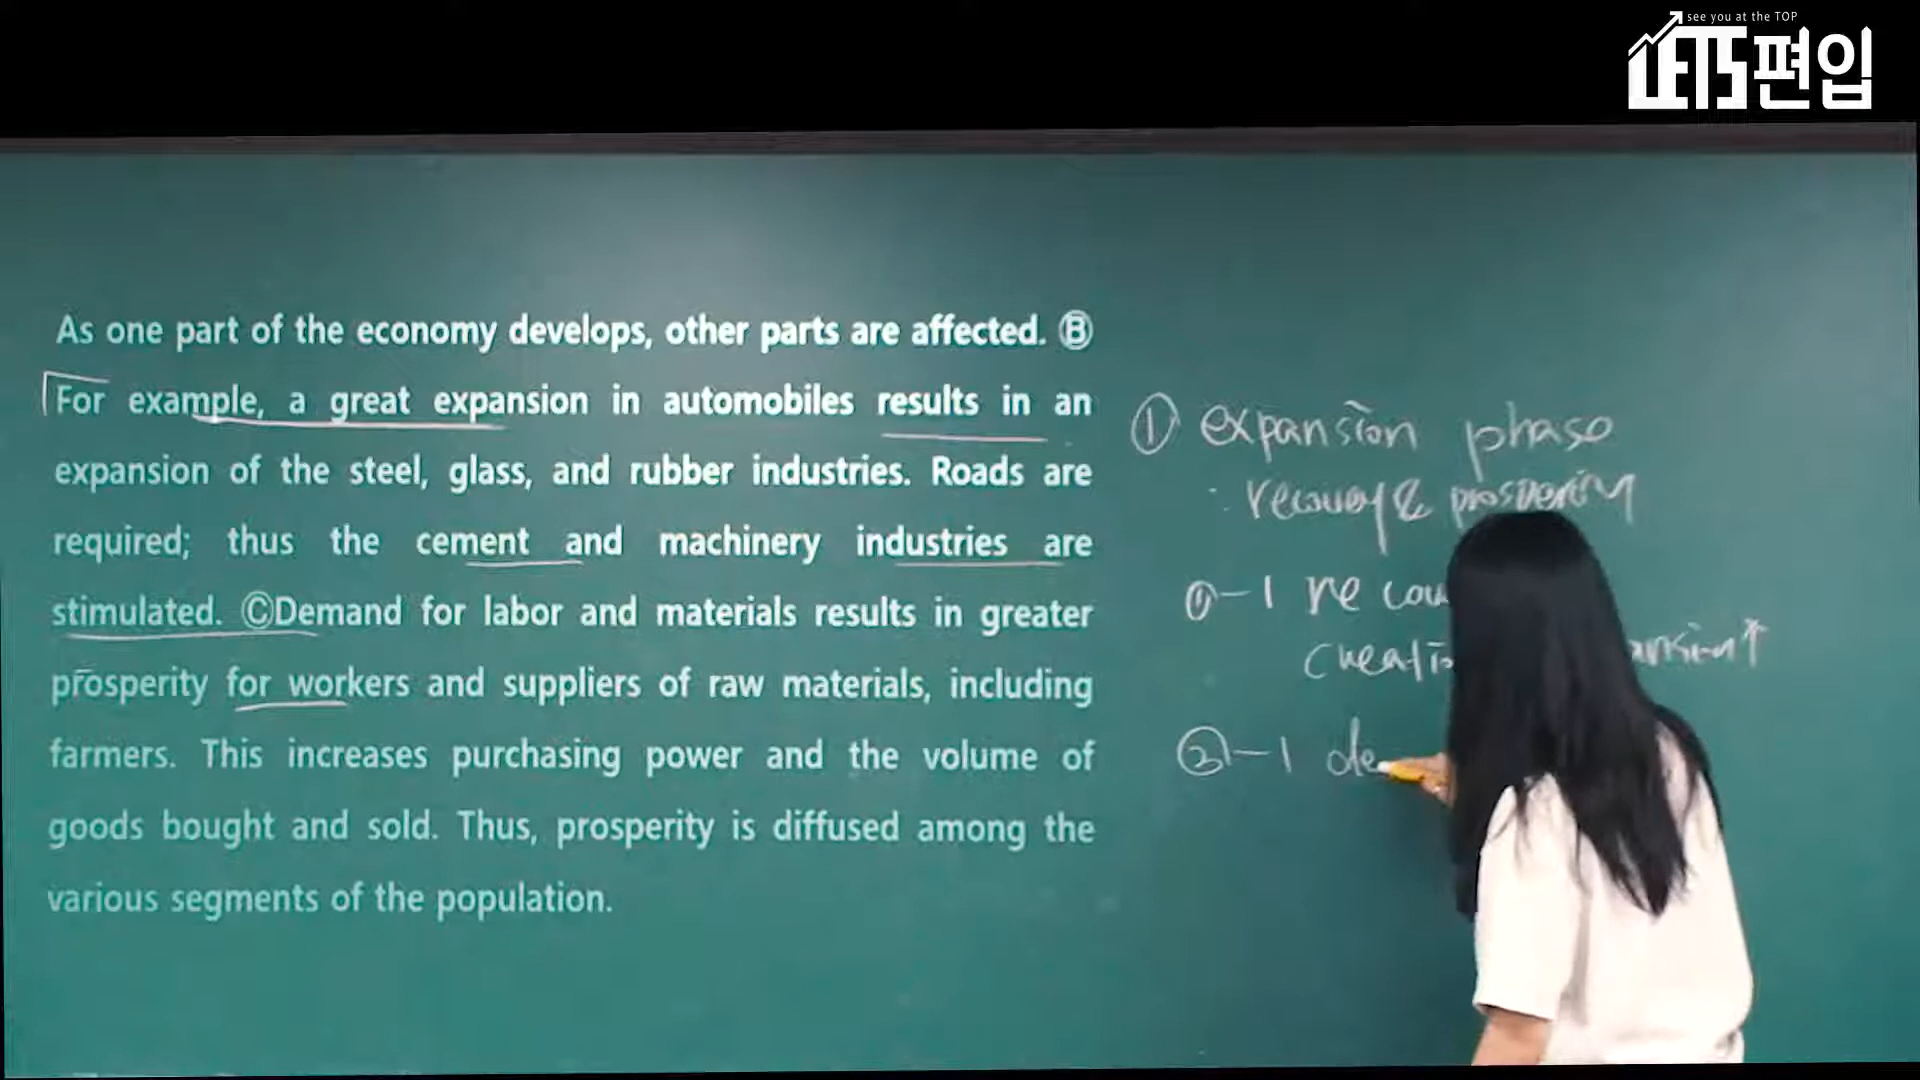 see you at the TOP
LETS편입
As one part of the economy develops, other parts are affected. Ⓑ
For example, a great expansion in automobiles results in an
expansion of the steel, glass, and rubber industries. Roads are
required; thus the cement and machinery industries are
stimulated. ⒸDemand for labor and materials results in greater
prosperity for workers and suppliers of raw materials, including
farmers. This increases purchasing power and the volume of
goods bought and sold. Thus, prosperity is diffused among the
various segments of the population.
① expansion phase
· recovery & prosperity
①-1 re cov
creatio ansion↑
②-1 de